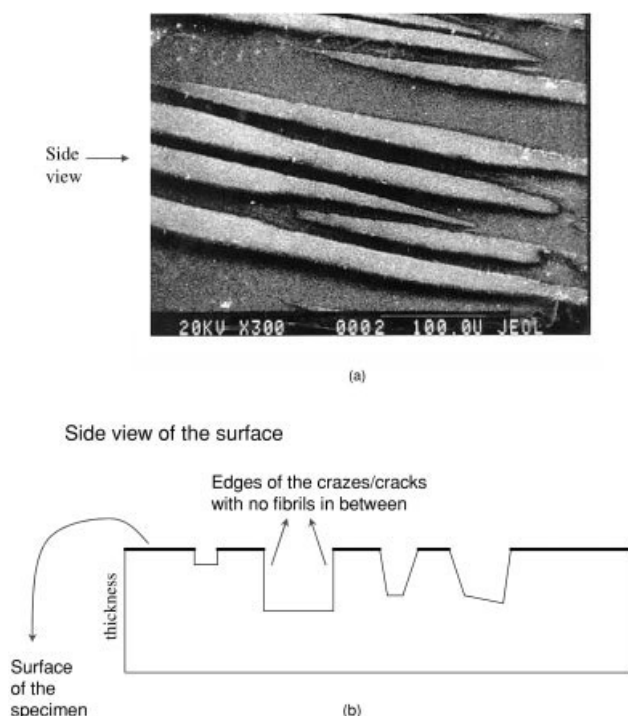 Side
view
20KV X300 0002 100.0U JEOL
(a)
Side view of the surface
Edges of the crazes/cracks
with no fibrils in between
thickness
Surface
of the
specimen
(b)